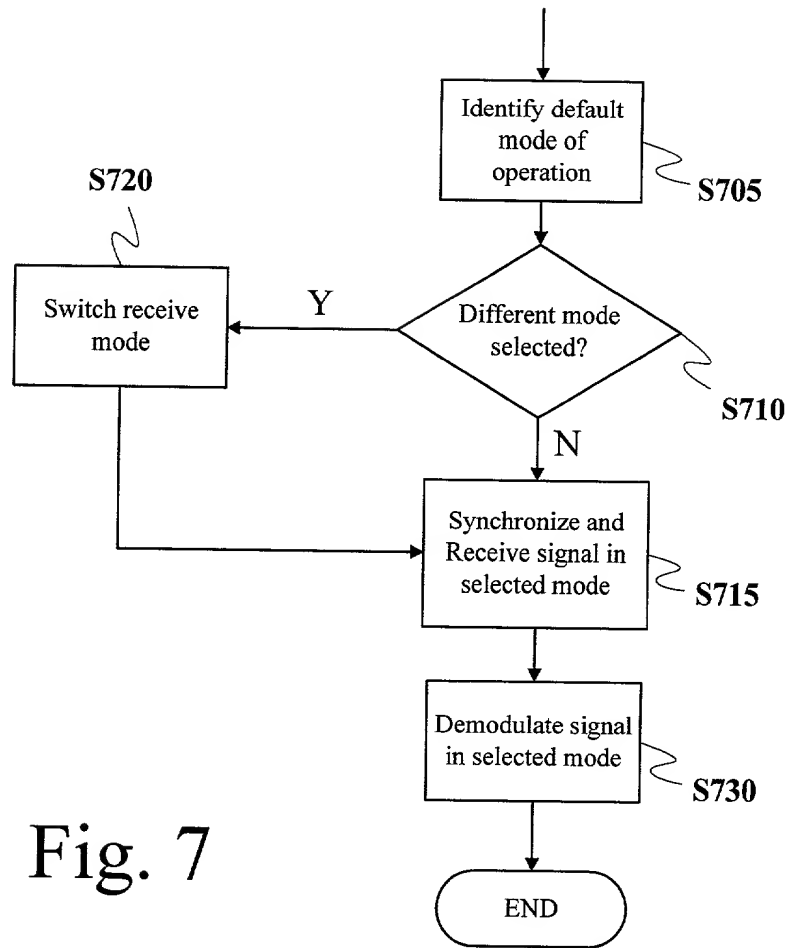 Identify default
mode of
operation
S705
S720
Switch receive
mode
Y
Different mode
selected?
S710
N
Synchronize and
Receive signal in
selected mode
S715
Demodulate signal
in selected mode
S730
Fig. 7
END